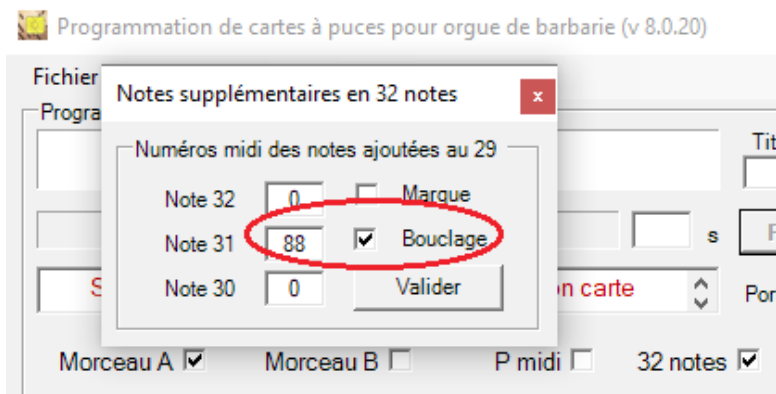 Programmation de cartes à puces pour orgue de barbarie (v 8.0.20)
Fichier
Notes supplémentaires en 32 notes
x
Progra
Numéros midi des notes ajoutées au 29
Tit
Note 32 0 Marque
Note 31 88 Bouclage
s
Note 30 0 Valider
S
n carte
Por
Morceau A Morceau B P midi 32 notes